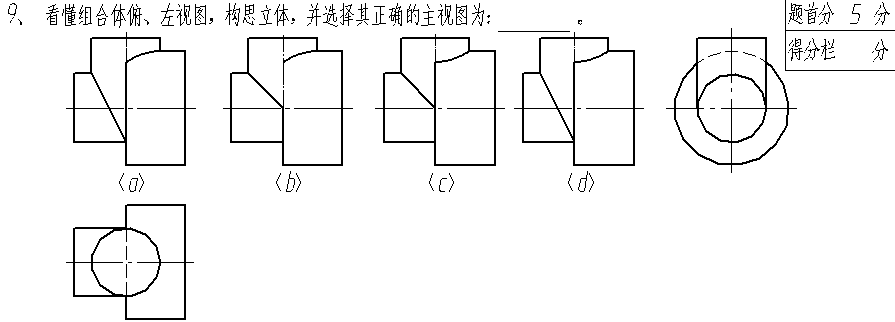 9、 看懂组合体俯、左视图，构思立体，并选择其正确的主视图为：________。
题首分 5 分
得分栏 分
〈a〉 〈b〉 〈c〉 〈d〉